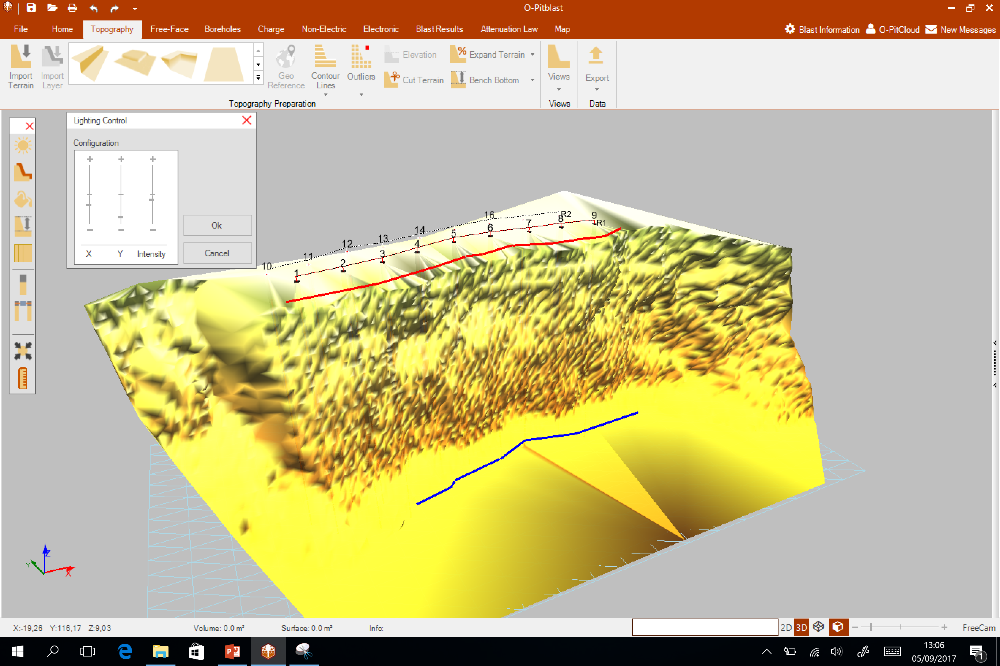 O-Pitblast
File Home Topography Free-Face Boreholes Charge Non-Electric Electronic Blast Results Attenuation Law Map Blast Information O-PitCloud New Messages
Import Terrain
Import Layer
Geo Reference
Contour Lines
Outliers
Elevation
Cut Terrain
% Expand Terrain
Bench Bottom
Views
Export
Topography Preparation Views Data
Lighting Control
Configuration
X Y Intensity
Ok
Cancel
16 R2 9
7 8 R1
14 5 6
12 13 4
11 3
10 1 2
Z
Y X
X:-19,26 Y:116,17 Z:9,03 Volume: 0.0 m³ Surface: 0.0 m² Info: 2D 3D FreeCam
13:06
05/09/2017
1